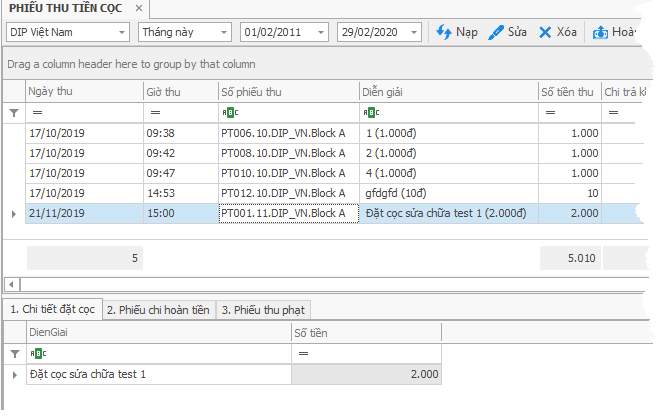 PHIẾU THU TIỀN CỌC ×
DIP Việt Nam Tháng này 01/02/2011 29/02/2020 Nạp Sửa Xóa Hoàn
Drag a column header here to group by that column
Ngày thu Giờ thu Số phiếu thu Diễn giải Số tiền thu Chi trả k
= = ABC ABC = =
17/10/2019 09:38 PT006.10.DIP_VN.Block A 1 (1.000đ) 1.000
17/10/2019 09:42 PT008.10.DIP_VN.Block A 2 (1.000đ) 1.000
17/10/2019 09:47 PT010.10.DIP_VN.Block A 4 (1.000đ) 1.000
17/10/2019 14:53 PT012.10.DIP_VN.Block A gfdgfd (10đ) 10
21/11/2019 15:00 PT001.11.DIP_VN.Block A Đặt cọc sửa chữa test 1 (2.000đ) 2.000
5 5.010
1. Chi tiết đặt cọc 2. Phiếu chi hoàn tiền 3. Phiếu thu phạt
DienGiai Số tiền
ABC =
Đặt cọc sửa chữa test 1 2.000